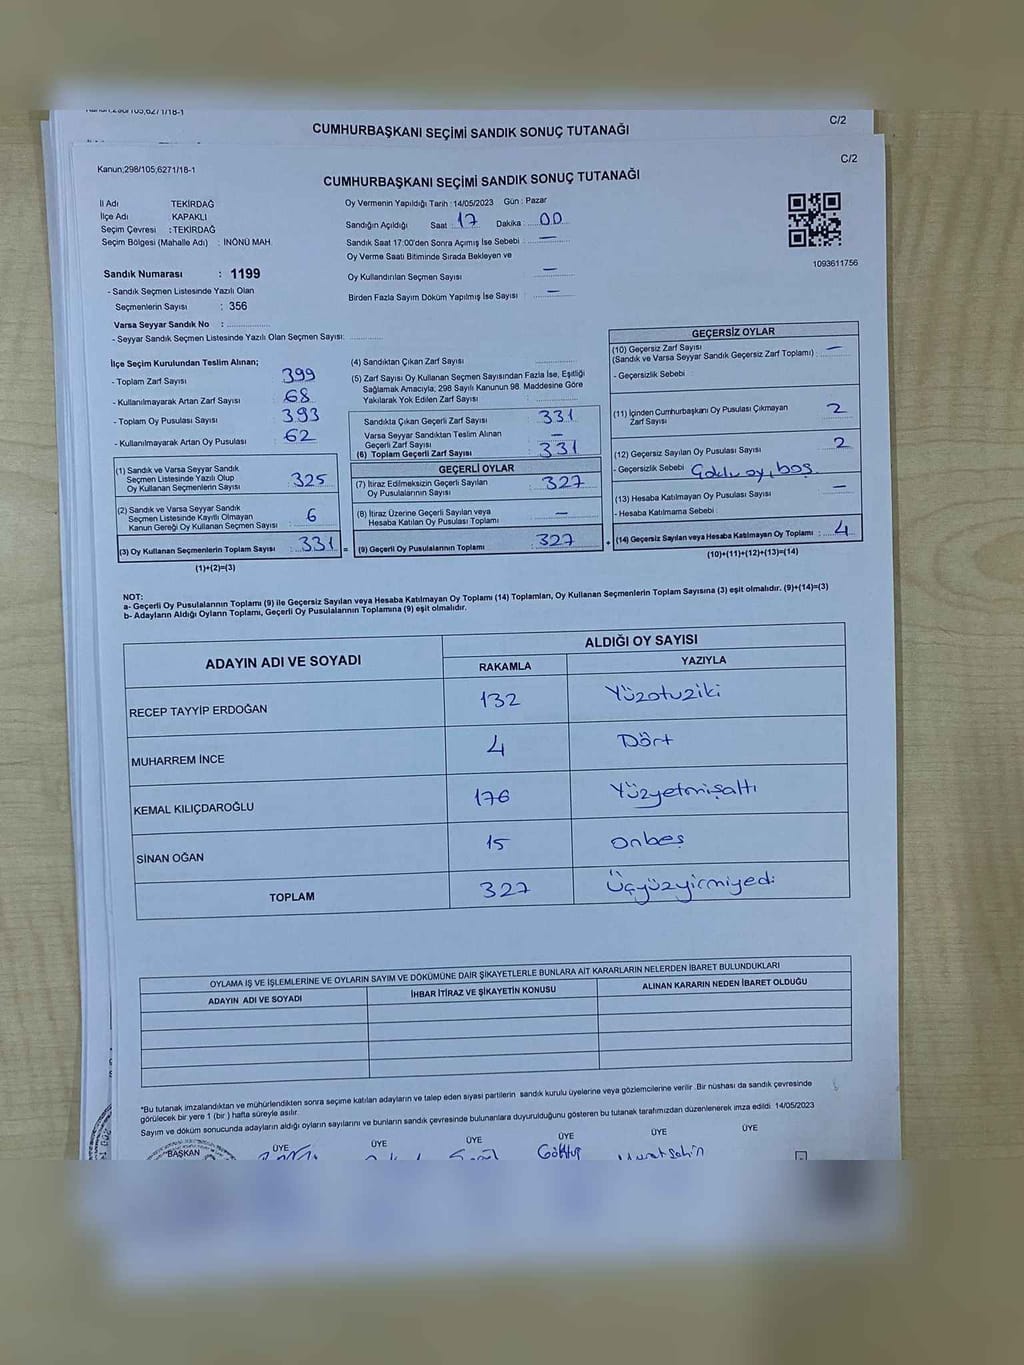 CUMHURBAŞKANI SEÇİMİ SANDIK SONUÇ TUTANAĞI
C/2
Kanun;298/105;6271/18-1
C/2
CUMHURBAŞKANI SEÇİMİ SANDIK SONUÇ TUTANAĞI
İl Adı TEKİRDAĞ
İlçe Adı KAPAKLI
Seçim Çevresi : TEKİRDAĞ
Seçim Bölgesi (Mahalle Adı) : İNÖNÜ MAH.
Sandık Numarası : 1199
- Sandık Seçmen Listesinde Yazılı Olan
Seçmenlerin Sayısı : 356
Varsa Seyyar Sandık No :
- Seyyar Sandık Seçmen Listesinde Yazılı Olan Seçmen Sayısı:
Oy Vermenin Yapıldığı Tarih : 14/05/2023 Gün : Pazar
Sandığın Açıldığı Saat : 17 Dakika : 00
Sandık Saat 17:00'den Sonra Açımış İse Sebebi : —
Oy Verme Saati Bitiminde Sırada Bekleyen ve
Oy Kullandırılan Seçmen Sayısı —
Birden Fazla Sayım Döküm Yapılmış İse Sayısı : —
1093611756
İlçe Seçim Kurulundan Teslim Alınan;
- Toplam Zarf Sayısı 399
- Kullanılmayarak Artan Zarf Sayısı 68
- Toplam Oy Pusulası Sayısı 393
- Kullanılmayarak Artan Oy Pusulası 62
(1) Sandık ve Varsa Seyyar Sandık
Seçmen Listesinde Yazılı Olup
Oy Kullanan Seçmenlerin Sayısı : 325
(2) Sandık ve Varsa Seyyar Sandık
Seçmen Listesinde Kayıtlı Olmayan
Kanun Gereği Oy Kullanan Seçmen Sayısı : 6
(3) Oy Kullanan Seçmenlerin Toplam Sayısı : 331 =
(1)+(2)=(3)
(4) Sandıktan Çıkan Zarf Sayısı
(5) Zarf Sayısı Oy Kullanan Seçmen Sayısından Fazla İse, Eşitliği
Sağlamak Amacıyla, 298 Sayılı Kanunun 98. Maddesine Göre
Yakılarak Yok Edilen Zarf Sayısı
Sandıkta Çıkan Geçerli Zarf Sayısı 331
Varsa Seyyar Sandıktan Teslim Alınan
Geçerli Zarf Sayısı —
(6) Toplam Geçerli Zarf Sayısı 331
GEÇERLİ OYLAR
(7) İtiraz Edilmeksizin Geçerli Sayılan
Oy Pusulalarının Sayısı 327
(8) İtiraz Üzerine Geçerli Sayılan veya
Hesaba Katılan Oy Pusulası Toplamı —
(9) Geçerli Oy Pusulalarının Toplamı 327 +
GEÇERSİZ OYLAR
(10) Geçersiz Zarf Sayısı
(Sandık ve Varsa Seyyar Sandık Geçersiz Zarf Toplamı) : —
- Geçersizlik Sebebi :
(11) İçinden Cumhurbaşkanı Oy Pusulası Çıkmayan
Zarf Sayısı 2
(12) Geçersiz Sayılan Oy Pusulası Sayısı 2
- Geçersizlik Sebebi : boş
(13) Hesaba Katılmayan Oy Pusulası Sayısı —
- Hesaba Katılmama Sebebi :
(14) Geçersiz Sayılan veya Hesaba Katılmayan Oy Toplamı : 4
(10)+(11)+(12)+(13)=(14)
NOT:
a- Geçerli Oy Pusulalarının Toplamı (9) ile Geçersiz Sayılan veya Hesaba Katılmayan Oy Toplamı (14) Toplamları, Oy Kullanan Seçmenlerin Toplam Sayısına (3) eşit olmalıdır. (9)+(14)=(3)
b- Adayların Aldığı Oyların Toplamı, Geçerli Oy Pusulalarının Toplamına (9) eşit olmalıdır.
ADAYIN ADI VE SOYADI ALDIĞI OY SAYISI
RAKAMLA YAZIYLA
RECEP TAYYİP ERDOĞAN 132 Yüzotuziki
MUHARREM İNCE 4 Dört
KEMAL KILIÇDAROĞLU 176 Yüzyetmişaltı
SİNAN OĞAN 15 onbeş
TOPLAM 327 Üçyüzyirmiyedi
OYLAMA İŞ VE İŞLEMLERİNE VE OYLARIN SAYIM VE DÖKÜMÜNE DAİR ŞİKAYETLERLE BUNLARA AİT KARARLARIN NELERDEN İBARET BULUNDUKLARI
ADAYIN ADI VE SOYADI İHBAR İTİRAZ VE ŞİKAYETİN KONUSU ALINAN KARARIN NEDEN İBARET OLDUĞU
*Bu tutanak imzalandıktan ve mühürlendikten sonra seçime katılan adayların ve talep eden siyasi partilerin sandık kurulu üyelerine veya gözlemcilerine verilir .Bir nüshası da sandık çevresinde
görülecek bir yere 1 (bir ) hafta süreyle asılır.
Sayım ve döküm sonucunda adayların aldığı oyların sayılarını ve bunların sandık çevresinde bulunanlara duyurulduğunu gösteren bu tutanak tarafımızdan düzenlenerek imza edildi. 14/05/2023
BAŞKAN ÜYE ÜYE ÜYE ÜYE ÜYE ÜYE
Göktuğ Murat Şahin